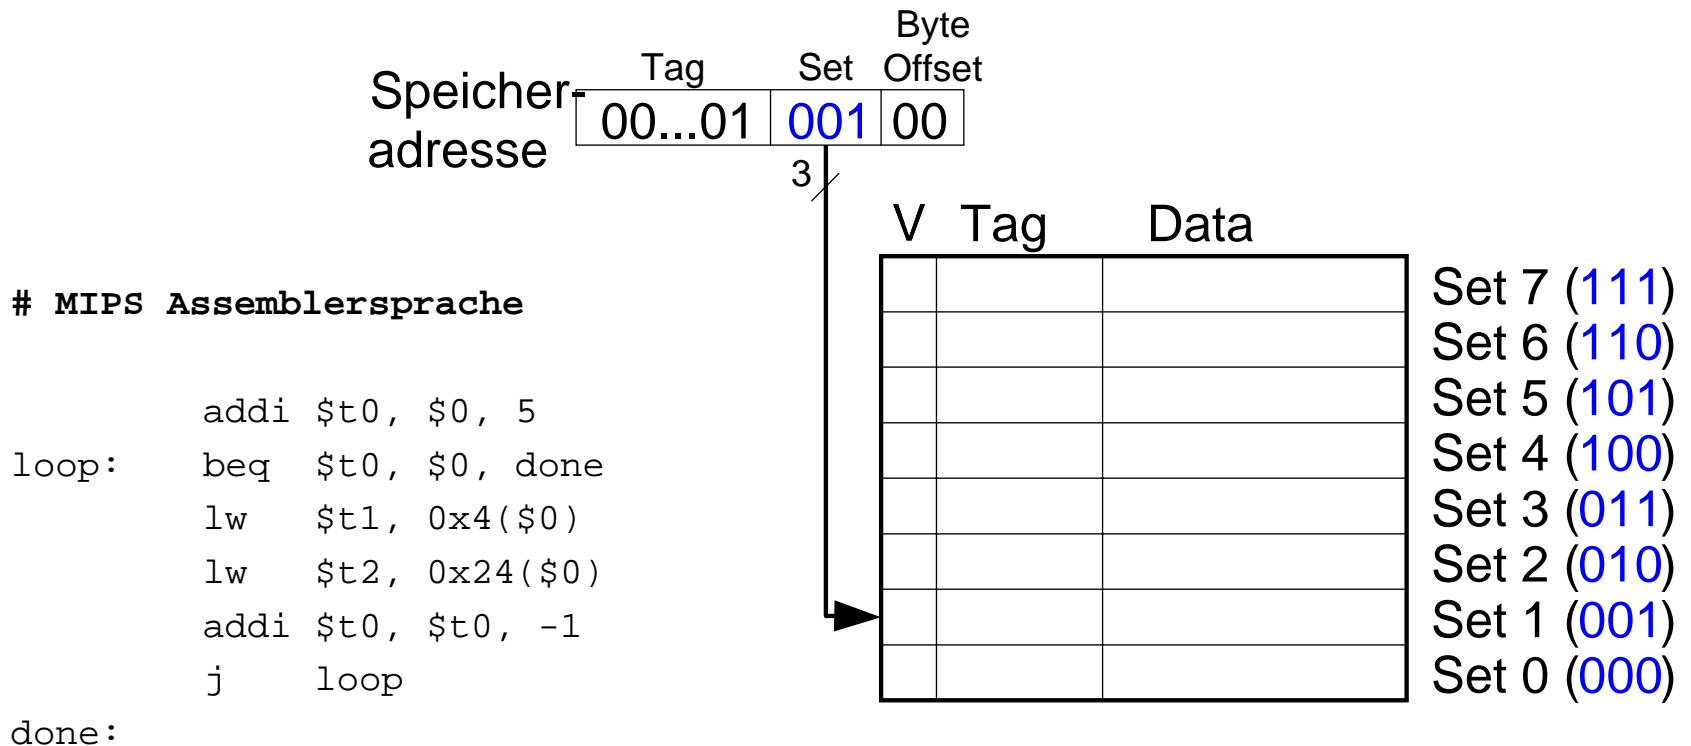 Byte
Tag Set Offset
Speicher-
adresse
00...01 001 00
3
V Tag Data
# MIPS Assemblersprache
addi $t0, $0, 5
loop: beq $t0, $0, done
lw $t1, 0x4($0)
lw $t2, 0x24($0)
addi $t0, $t0, -1
j loop
done:
Set 7 (111)
Set 6 (110)
Set 5 (101)
Set 4 (100)
Set 3 (011)
Set 2 (010)
Set 1 (001)
Set 0 (000)